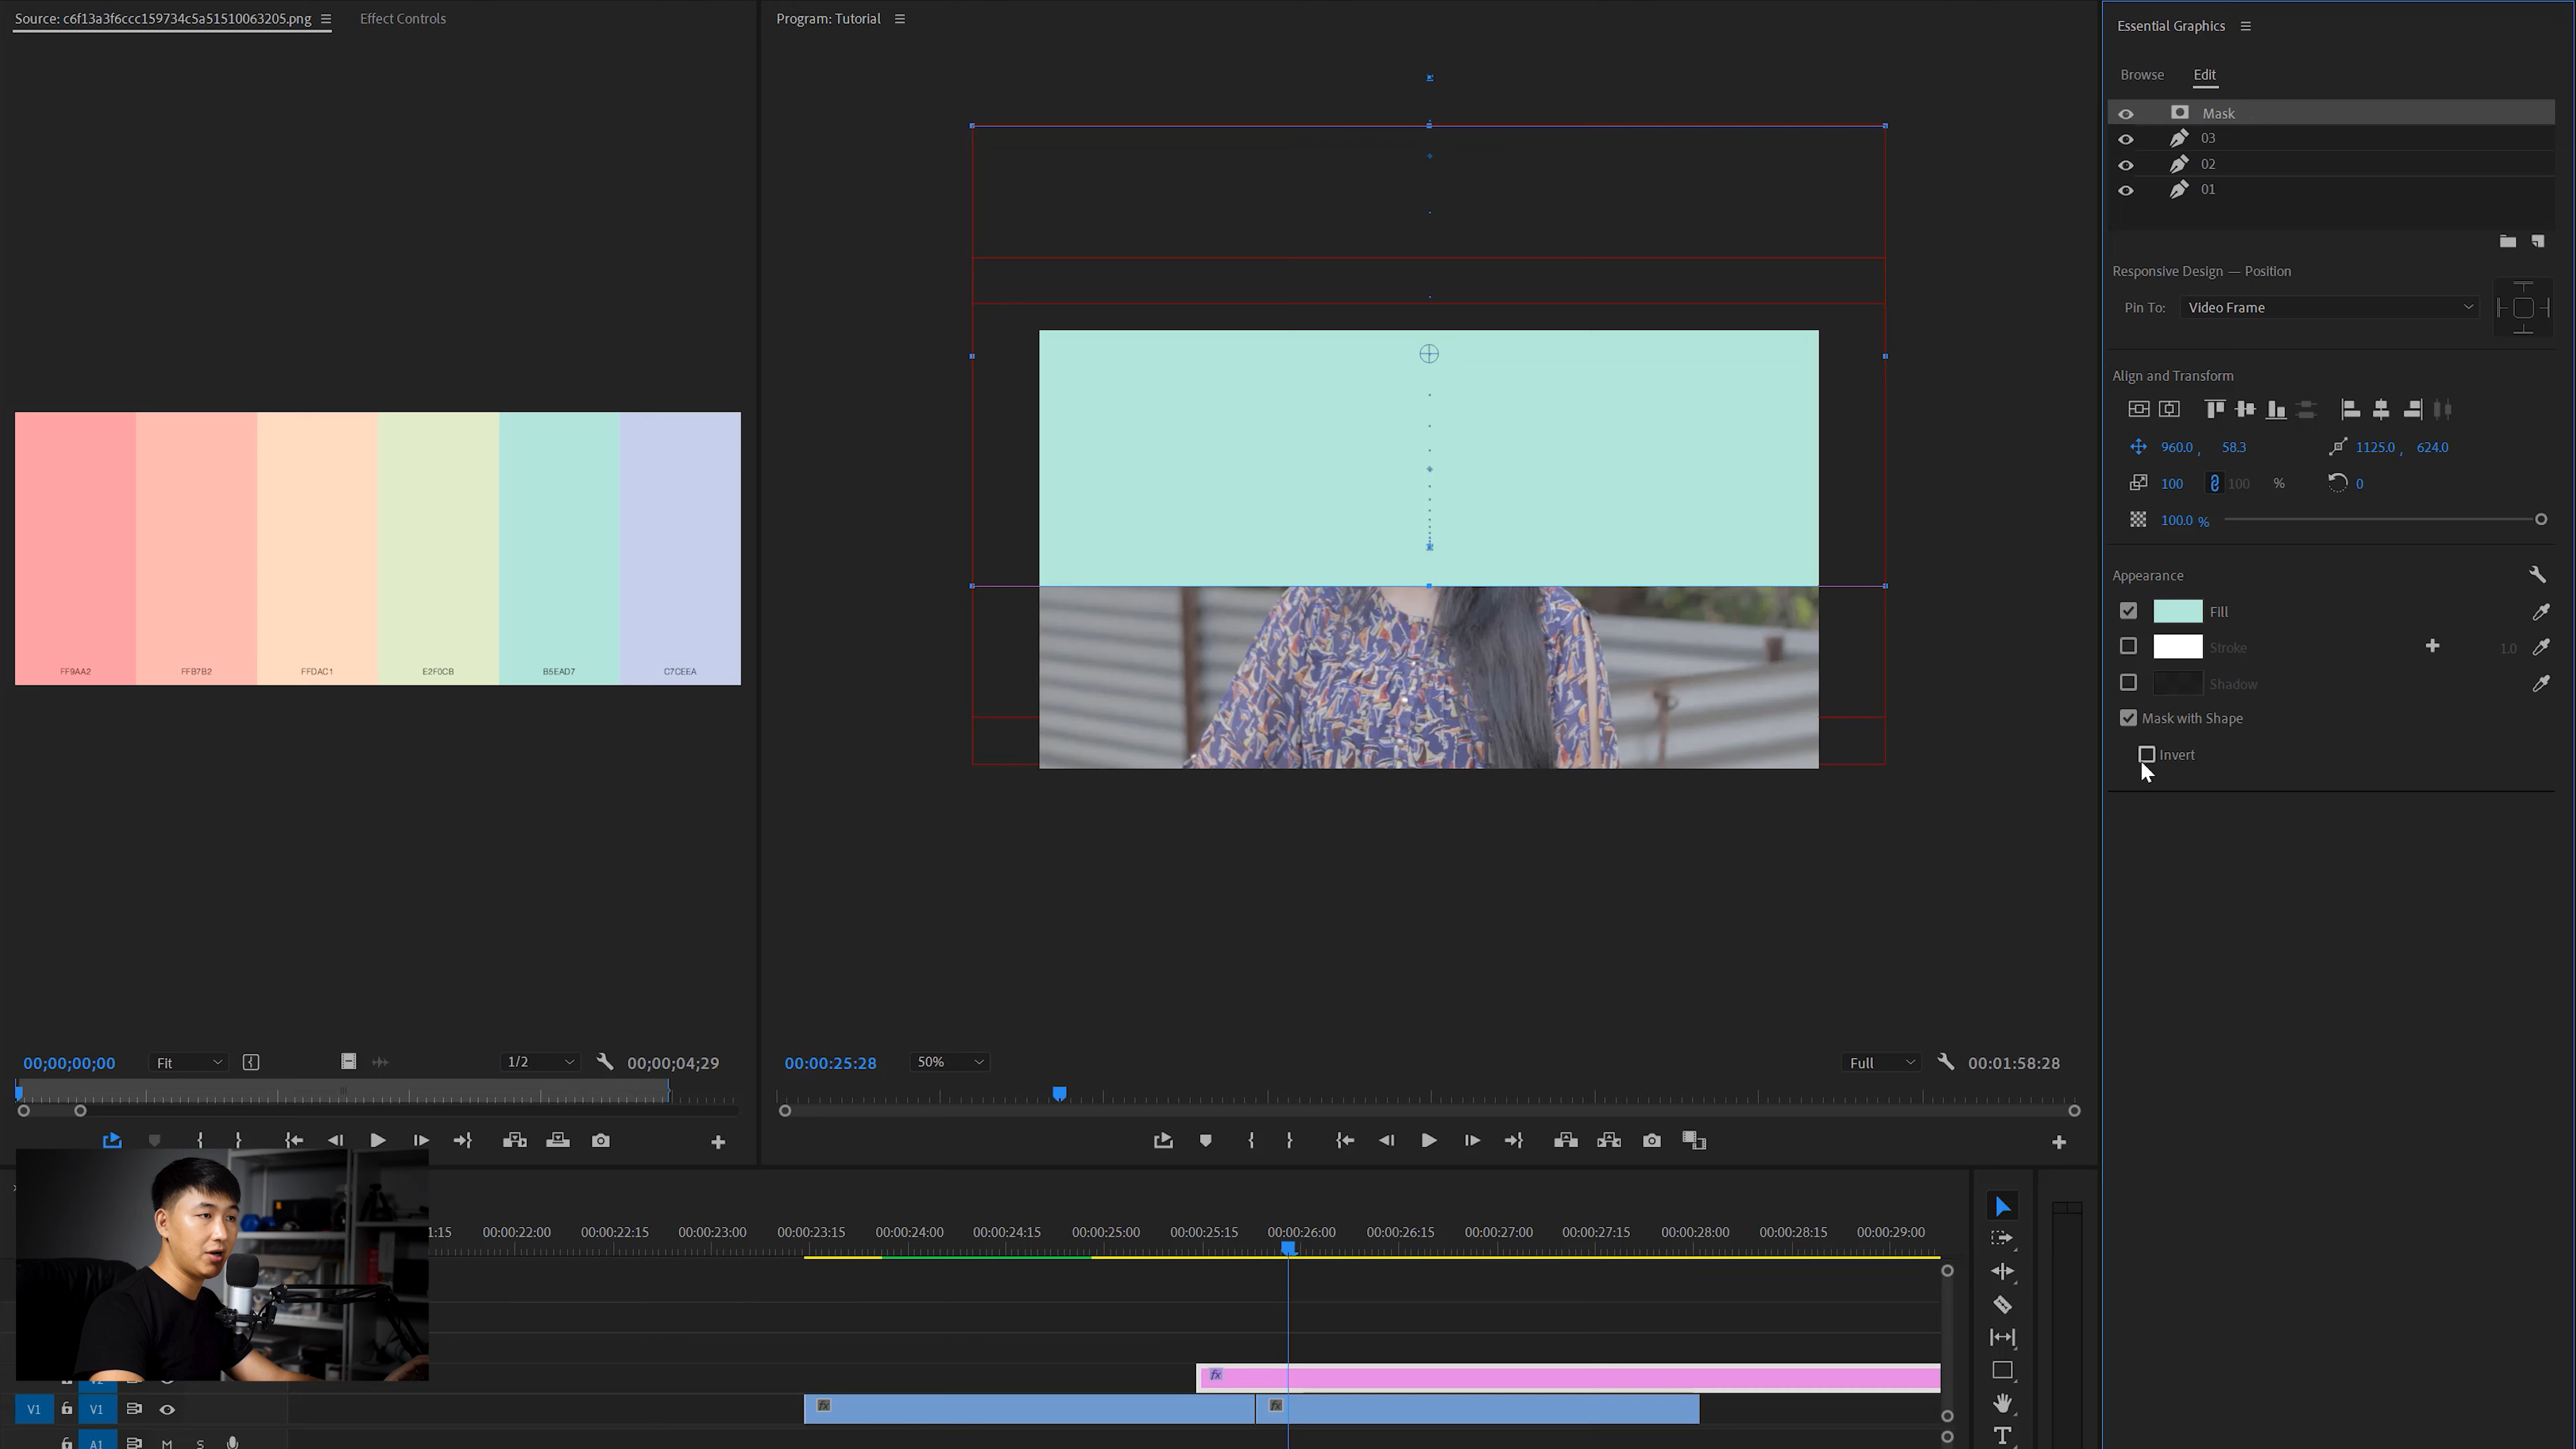 Source: c6f13a3f6ccc159734c5a51510063205.png
Effect Controls
Program: Tutorial
Essential Graphics
Browse
Edit
Mask
03
02
01
Responsive Design — Position
Pin To:
Video Frame
Align and Transform
960.0 , 58.3
1125.0 , 624.0
100
100
%
0
100.0 %
Appearance
Fill
Stroke
1.0
Shadow
Mask with Shape
Invert
FF9AA2
FFB7B2
FFDAC1
E2F0CB
B5EAD7
C7CEEA
00;00;00;00
Fit
1/2
00;00;04;29
00:00:25:28
50%
Full
00:01:58:28
1:15
00:00:22:00
00:00:22:15
00:00:23:00
00:00:23:15
00:00:24:00
00:00:24:15
00:00:25:00
00:00:25:15
00:00:26:00
00:00:26:15
00:00:27:00
00:00:27:15
00:00:28:00
00:00:28:15
00:00:29:00
fx
V1
V1
fx
fx
A1
M
S